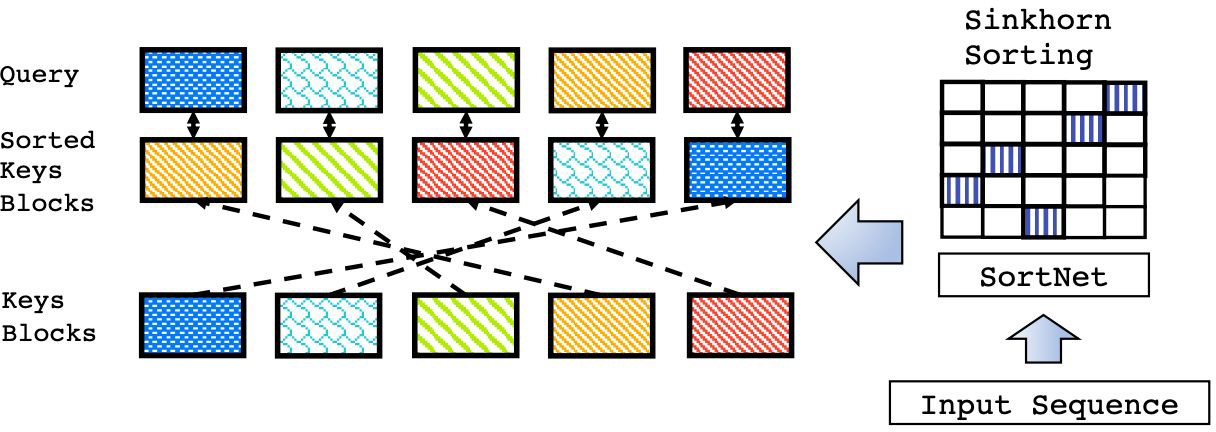 Query
Sorted
Keys
Blocks
Keys
Blocks
Sinkhorn
Sorting
SortNet
Input Sequence